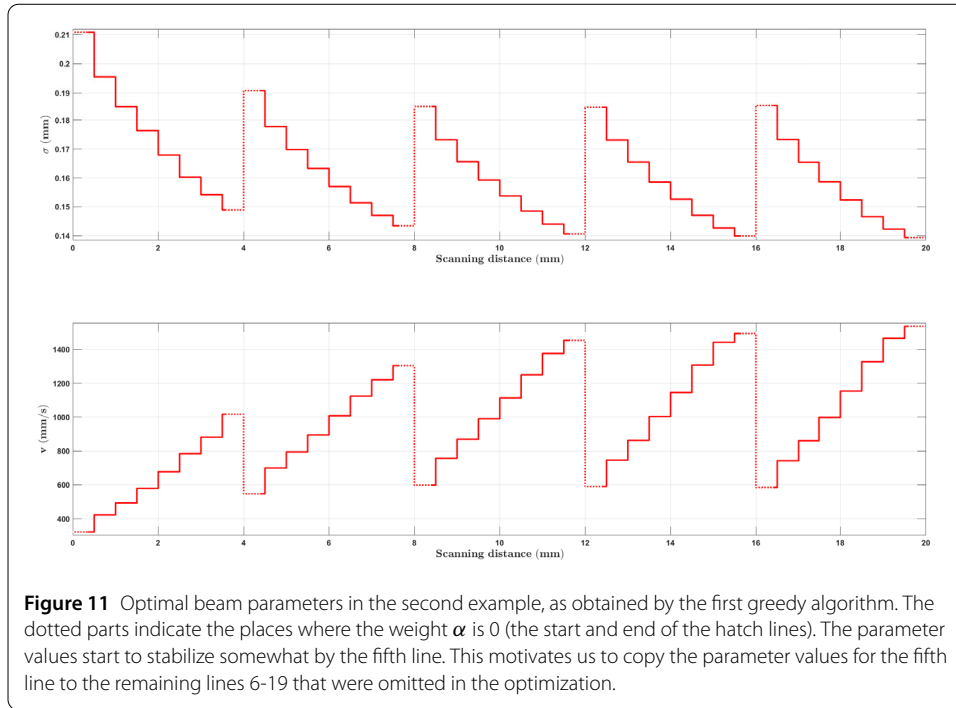 0.21
0.2
0.19
0.18
0.17
0.16
0.15
0.14
σ (mm)
0 2 4 6 8 10 12 14 16 18 20
Scanning distance (mm)
1400
1200
1000
800
600
400
v (mm/s)
0 2 4 6 8 10 12 14 16 18 20
Scanning distance (mm)
Figure 11 Optimal beam parameters in the second example, as obtained by the first greedy algorithm. The
dotted parts indicate the places where the weight α is 0 (the start and end of the hatch lines). The parameter
values start to stabilize somewhat by the fifth line. This motivates us to copy the parameter values for the fifth
line to the remaining lines 6-19 that were omitted in the optimization.